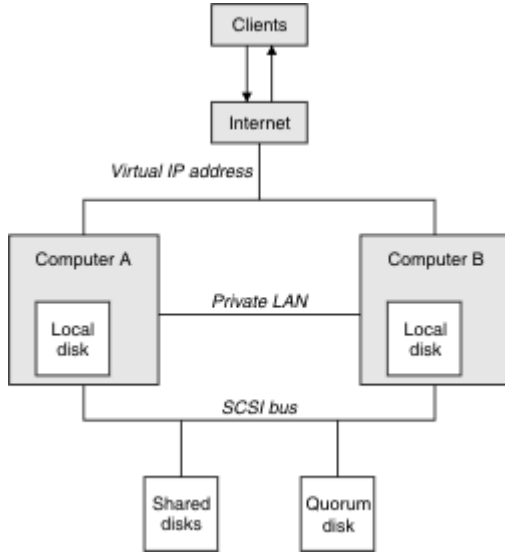 Clients
Internet
Virtual IP address
Computer A
Computer B
Private LAN
Local
disk
Local
disk
SCSI bus
Shared
disks
Quorum
disk